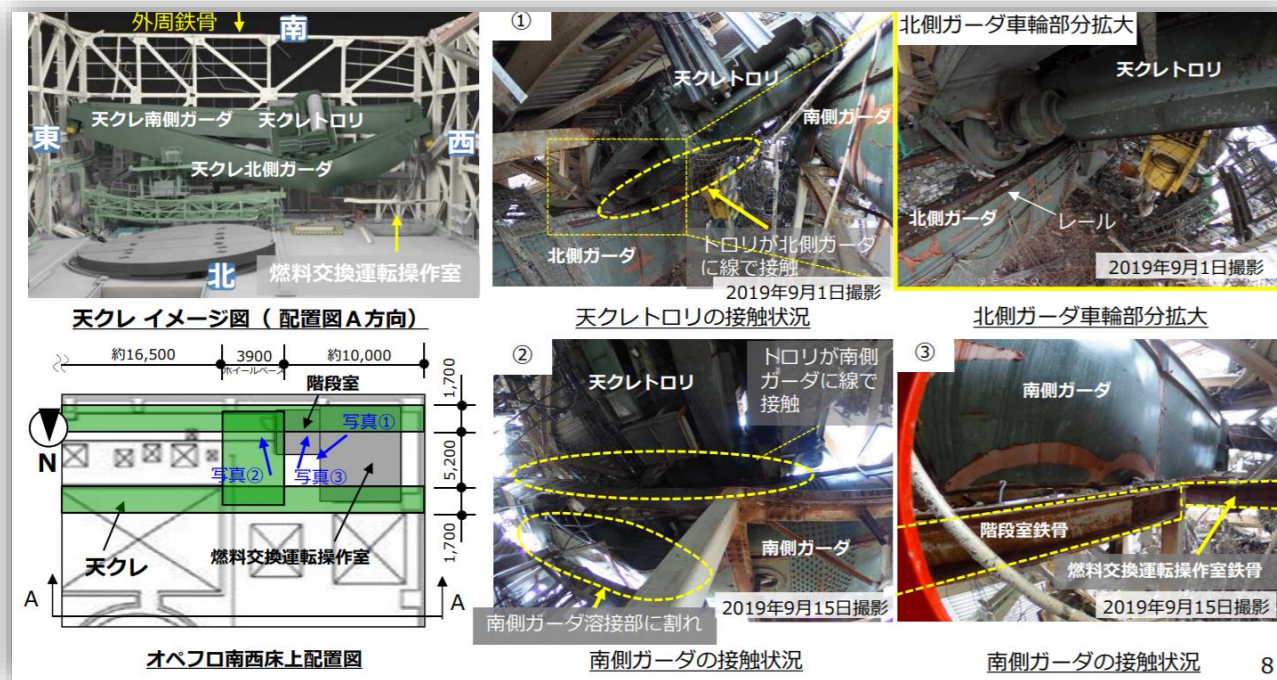 外周鉄骨
南
天クレ南側ガーダ
天クレトロリ
東
西
天クレ北側ガーダ
北
燃料交換運転操作室
天クレ イメージ図（ 配置図A方向）
①
天クレトロリ
南側ガーダ
北側ガーダ
トロリが北側ガーダ
に線で接触
2019年9月1日撮影
天クレトロリの接触状況
北側ガーダ車輪部分拡大
天クレトロリ
北側ガーダ
レール
2019年9月1日撮影
北側ガーダ車輪部分拡大
約16,500
3900
約10,000
ホイールベース
階段室
1,700
写真①
N
写真②
写真③
5,200
燃料交換運転操作室
天クレ
1,700
A
A
オペフロ南西床上配置図
②
天クレトロリ
トロリが南側
ガーダに線で
接触
南側ガーダ
2019年9月15日撮影
南側ガーダ溶接部に割れ
南側ガーダの接触状況
③
南側ガーダ
階段室鉄骨
燃料交換運転操作室鉄骨
2019年9月15日撮影
南側ガーダの接触状況
8